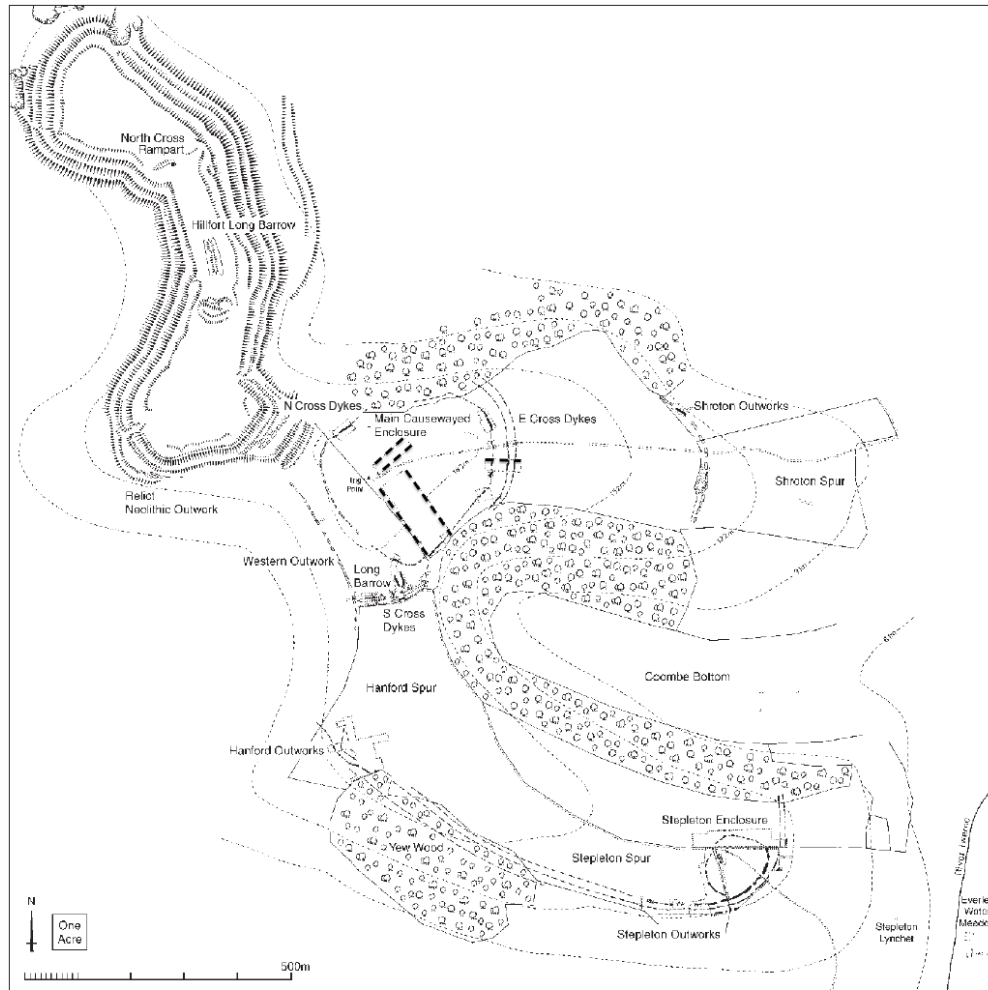 North Cross
Rampart
Hillfort Long Barrow
N Cross Dykes
Main Causewayed
Enclosure
E Cross Dykes
Shroton Outworks
Trig
Point
Shroton Spur
Relict
Neolithic Outwork
Western Outwork
Long
Barrow
S Cross
Dykes
Hanford Spur
Coombe Bottom
Hanford Outworks
Stepleton Enclosure
Yew Wood
Stepleton Spur
N
One
Acre
Stepleton Outworks
Stepleton
Lynchet
500m